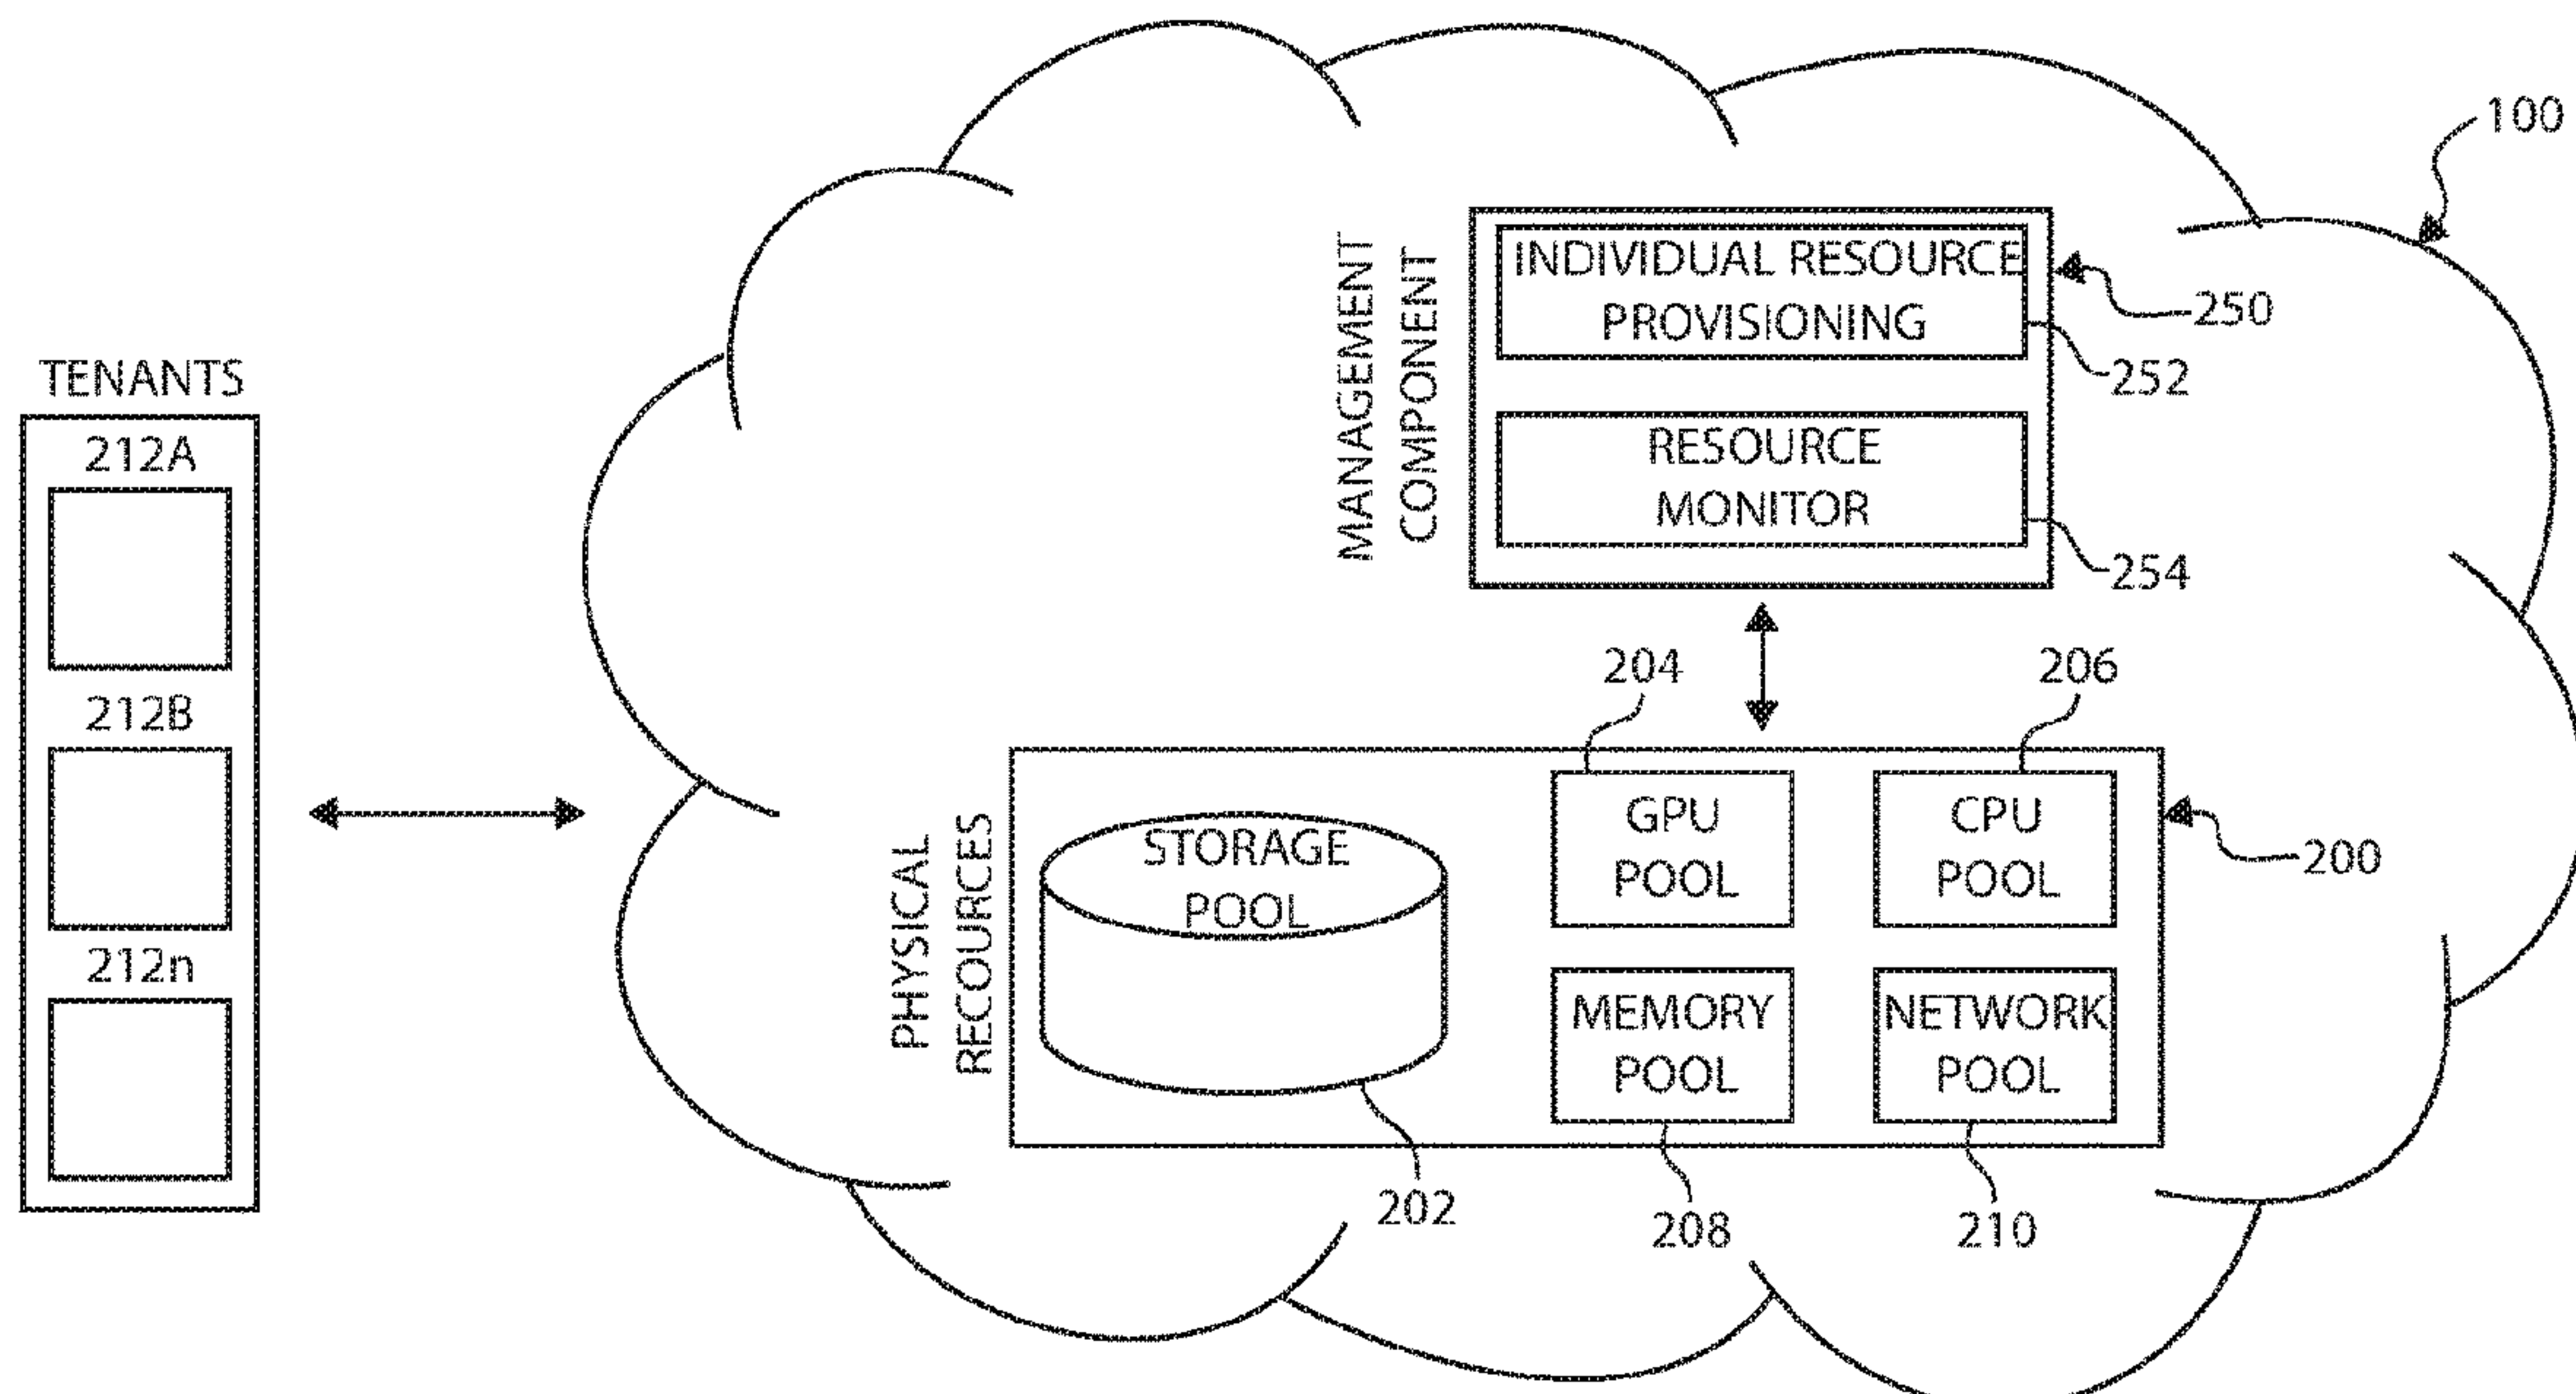 100
MANAGEMENT
COMPONENT
INDIVIDUAL RESOURCE
PROVISIONING
250
252
RESOURCE
MONITOR
254
TENANTS
212A
212B
212n
204
206
PHYSICAL
RECOURCES
STORAGE
POOL
GPU
POOL
CPU
POOL
200
MEMORY
POOL
NETWORK
POOL
202
208
210